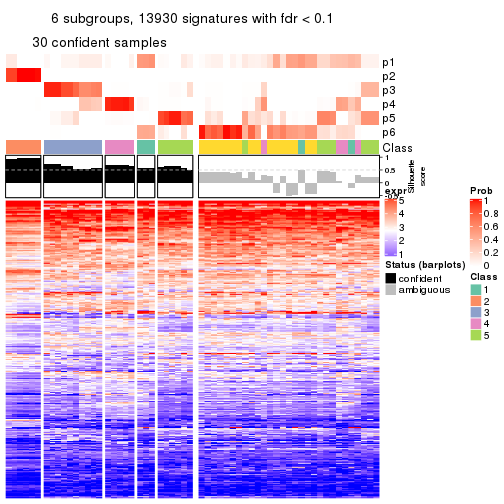 6 subgroups, 13930 signatures with fdr < 0.1
30 confident samples
p1
p2
p3
p4
p5
p6
Class
1
0.5
0
-0.5
Silhouette
score
expr
5
4
3
2
1
Status (barplots)
confident
ambiguous
Prob
1
0.8
0.6
0.4
0.2
0
Class
1
2
3
4
5